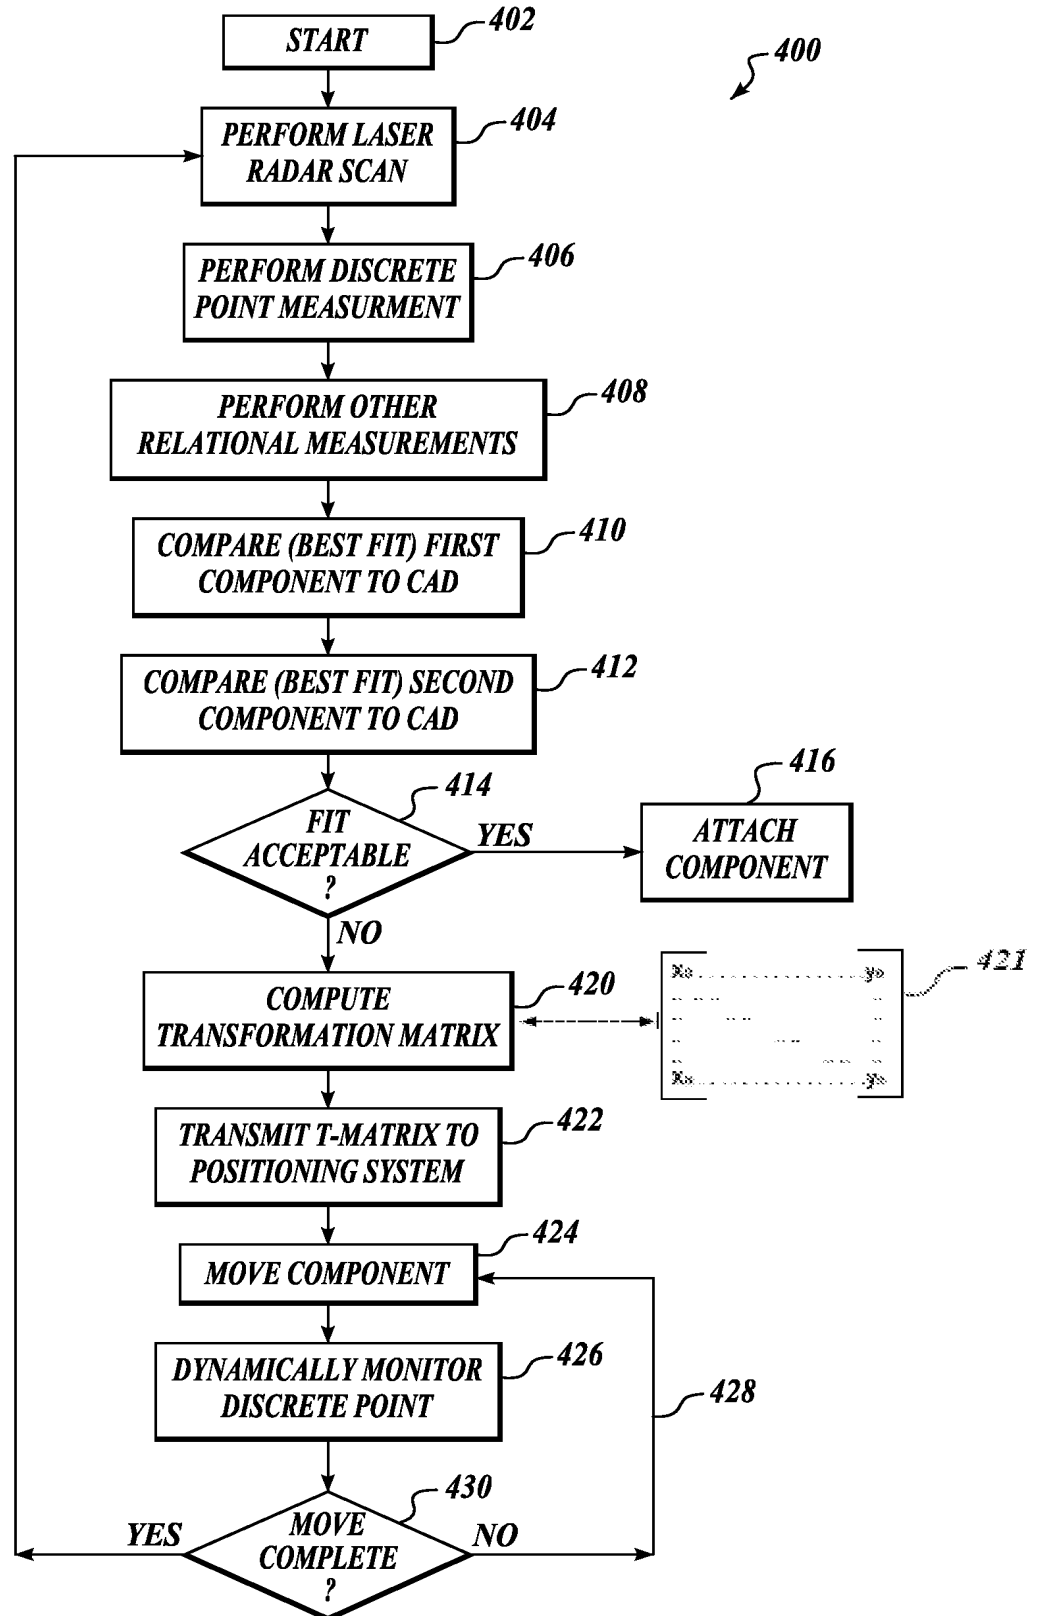 START
402
400
PERFORM LASER
RADAR SCAN
404
PERFORM DISCRETE
POINT MEASURMENT
406
PERFORM OTHER
RELATIONAL MEASUREMENTS
408
COMPARE (BEST FIT) FIRST
COMPONENT TO CAD
410
COMPARE (BEST FIT) SECOND
COMPONENT TO CAD
412
FIT
ACCEPTABLE
?
414
YES
ATTACH
COMPONENT
416
NO
COMPUTE
TRANSFORMATION MATRIX
420
421
TRANSMIT T-MATRIX TO
POSITIONING SYSTEM
422
MOVE COMPONENT
424
DYNAMICALLY MONITOR
DISCRETE POINT
426
428
MOVE
COMPLETE
?
430
YES
NO